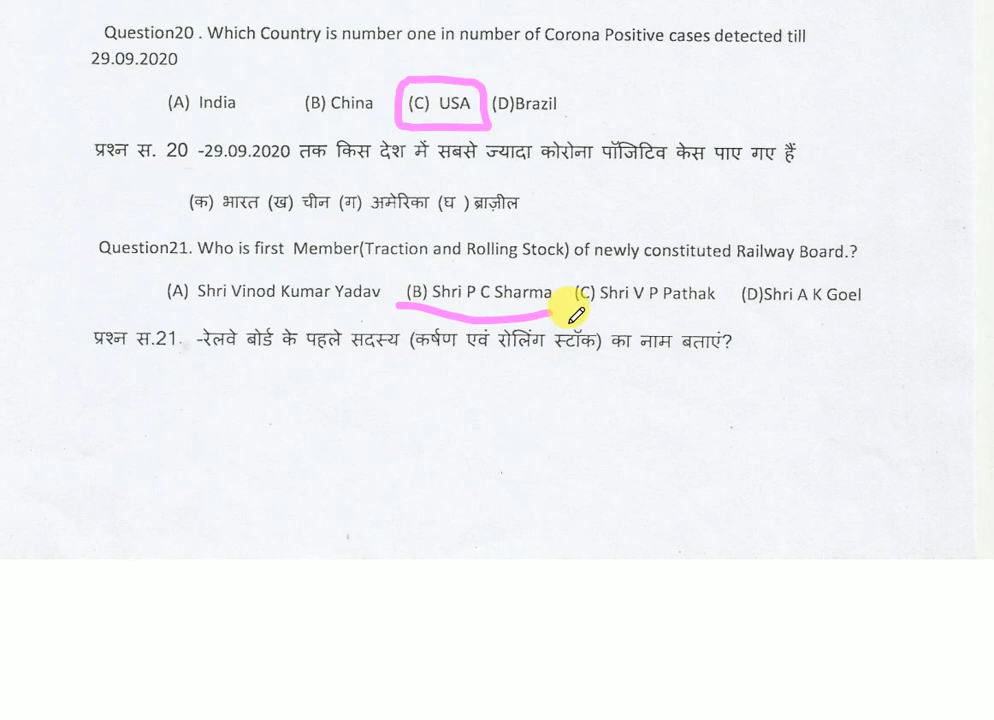 Question20 . Which Country is number one in number of Corona Positive cases detected till
29.09.2020
(A) India (B) China (C) USA (D)Brazil
प्रश्न स. 20 -29.09.2020 तक किस देश में सबसे ज्यादा कोरोना पॉजिटिव केस पाए गए हैं
(क) भारत (ख) चीन (ग) अमेरिका (घ ) ब्राज़ील
Question21. Who is first Member(Traction and Rolling Stock) of newly constituted Railway Board.?
(A) Shri Vinod Kumar Yadav (B) Shri P C Sharma (C) Shri V P Pathak (D)Shri A K Goel
प्रश्न स.21. -रेलवे बोर्ड के पहले सदस्य (कर्षण एवं रोलिंग स्टॉक) का नाम बताएं?